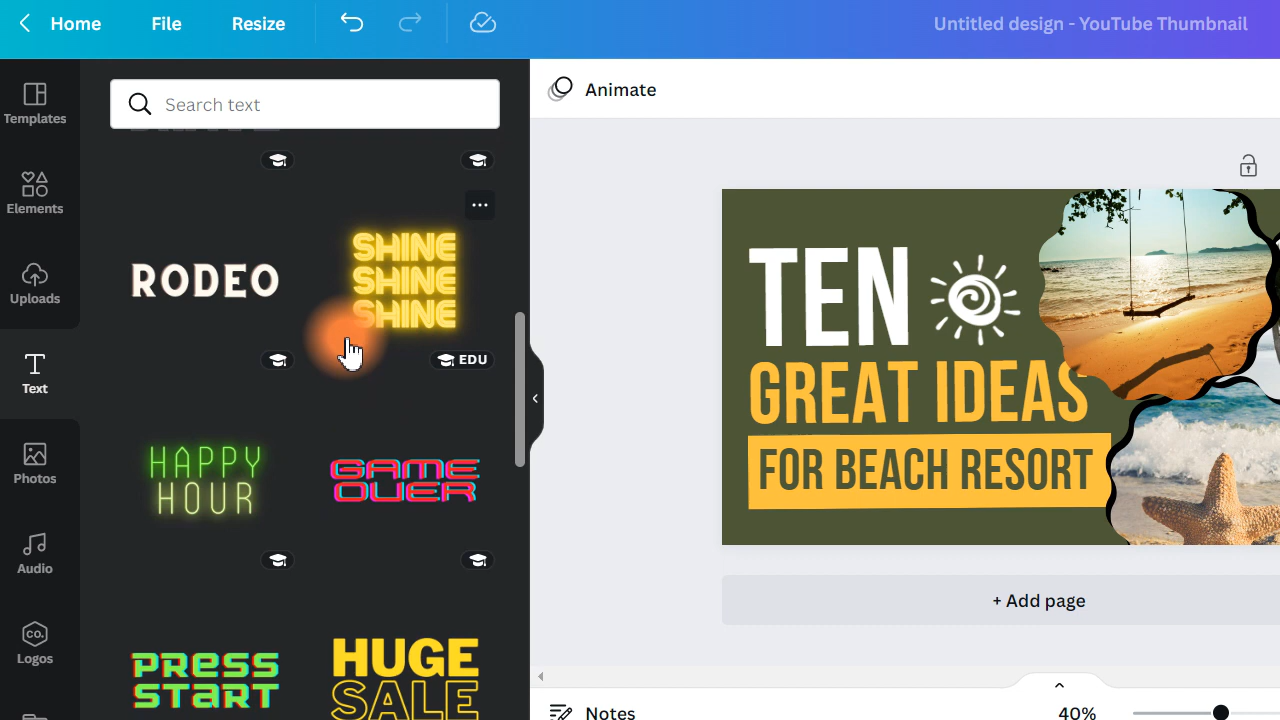 Home File Resize
Untitled design - YouTube Thumbnail
Templates
Elements
Uploads
Text
Photos
Audio
co.
Logos
Search text
RODEO
SHINE
SHINE
SHINE
EDU
HAPPY
HOUR
GAME
OVER
PRESS
START
HUGE
SALE
Animate
TEN
GREAT IDEAS
FOR BEACH RESORT
+ Add page
Notes
40%